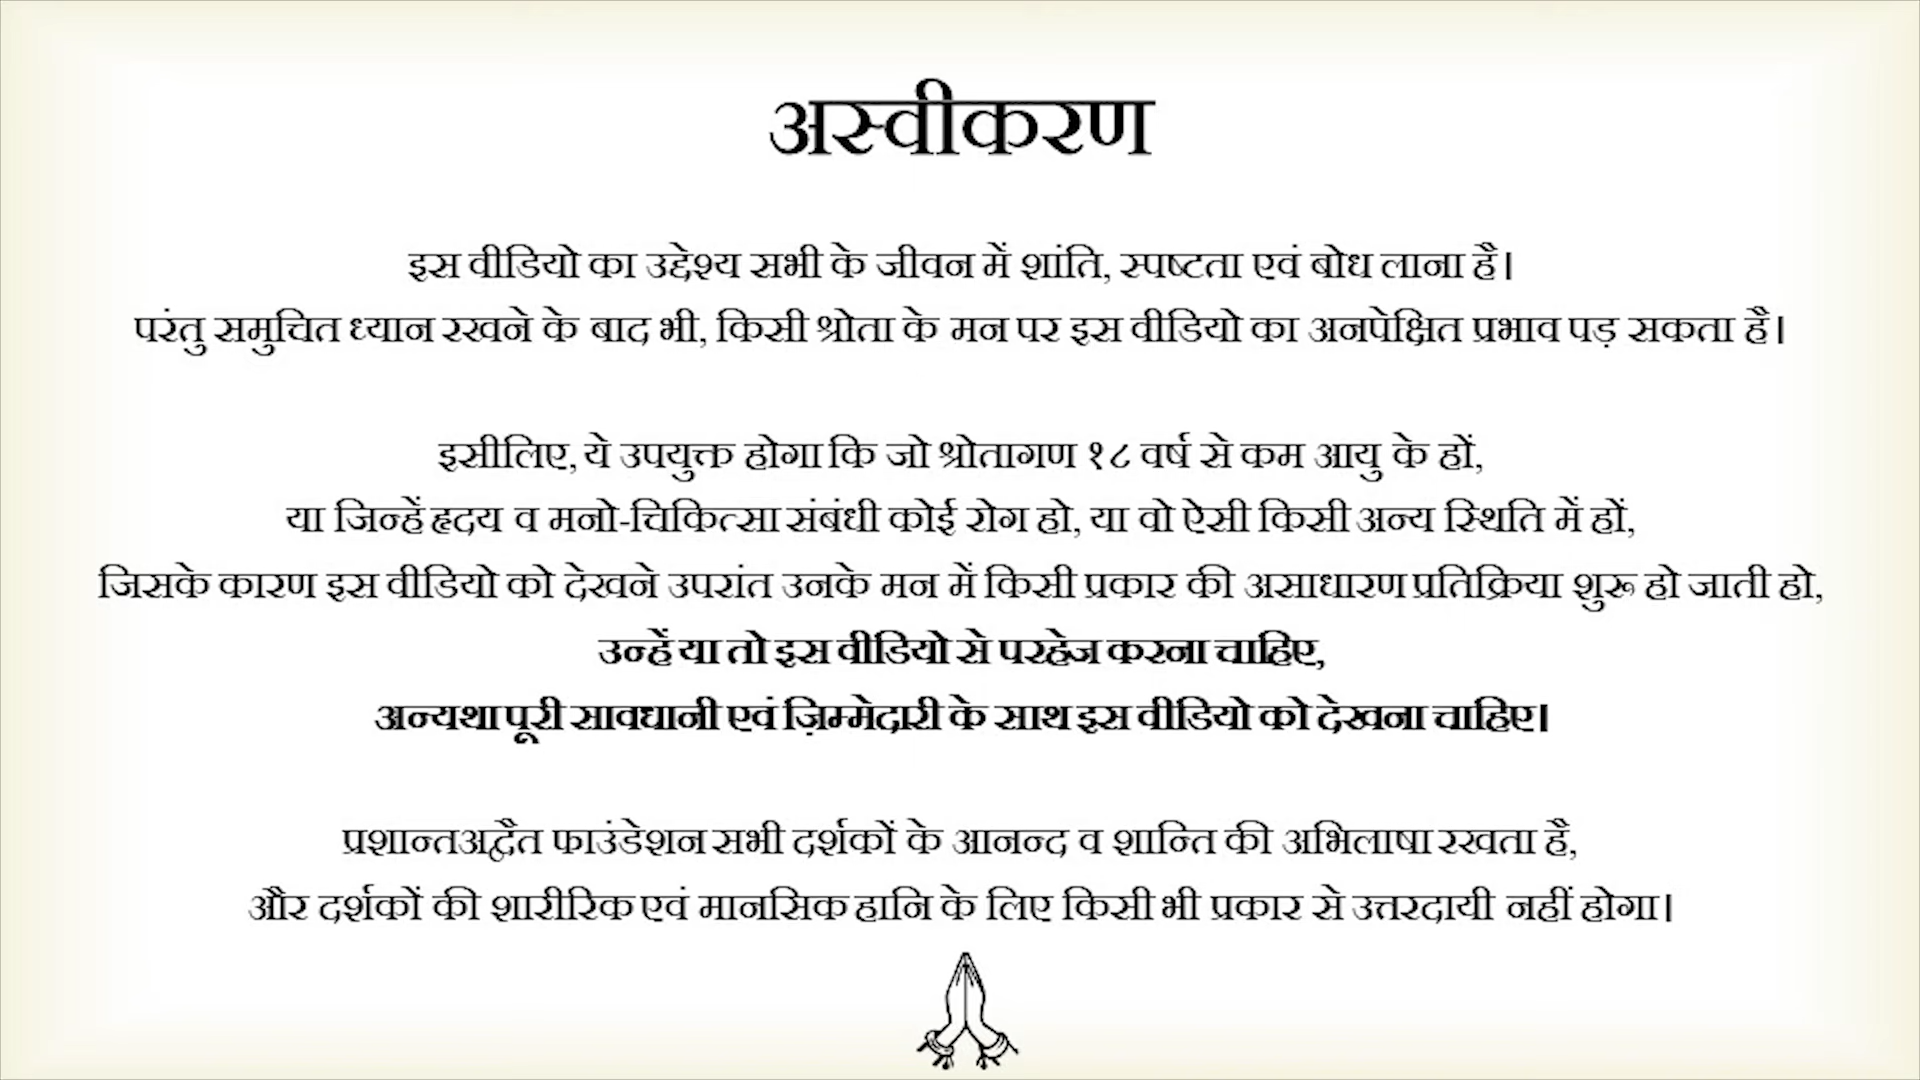 अस्वीकरण
इस वीडियो का उद्देश्य सभी के जीवन में शांति, स्पष्टता एवं बोध लाना है।
परंतु समुचित ध्यान रखने के बाद भी, किसी श्रोता के मन पर इस वीडियो का अनपेक्षित प्रभाव पड़ सकता है।
इसीलिए, ये उपयुक्त होगा कि जो श्रोतागण १८ वर्ष से कम आयु के हों,
या जिन्हें हृदय व मनो-चिकित्सा संबंधी कोई रोग हो, या वो ऐसी किसी अन्य स्थिति में हों,
जिसके कारण इस वीडियो को देखने उपरांत उनके मन में किसी प्रकार की असाधारण प्रतिक्रिया शुरू हो जाती हो,
उन्हें या तो इस वीडियो से परहेज करना चाहिए,
अन्यथा पूरी सावधानी एवं ज़िम्मेदारी के साथ इस वीडियो को देखना चाहिए।
प्रशान्तअद्वैत फाउंडेशन सभी दर्शकों के आनन्द व शान्ति की अभिलाषा रखता है,
और दर्शकों की शारीरिक एवं मानसिक हानि के लिए किसी भी प्रकार से उत्तरदायी नहीं होगा।